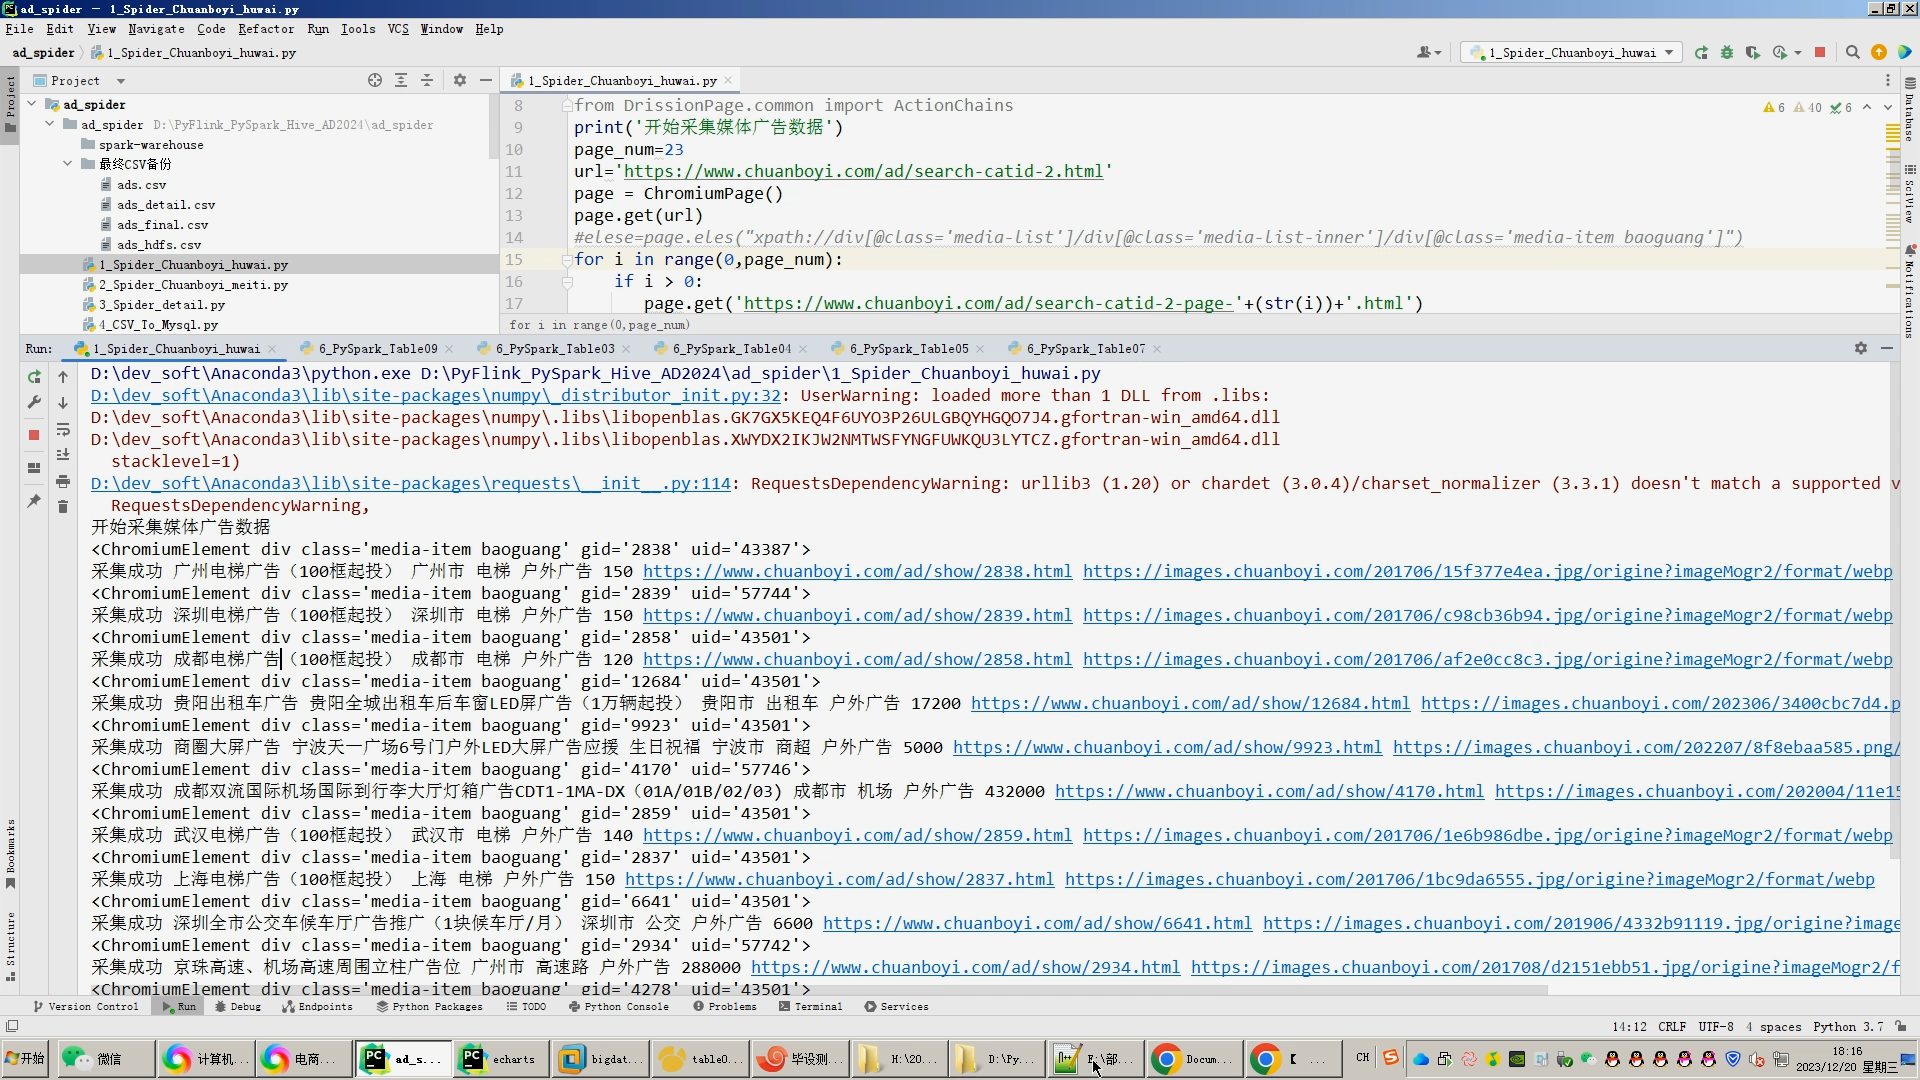 ad_spider – 1_Spider_Chuanboyi_huwai.py
File Edit View Navigate Code Refactor Run Tools VCS Window Help
ad_spider 1_Spider_Chuanboyi_huwai.py
1_Spider_Chuanboyi_huwai
Project
1_Spider_Chuanboyi_huwai.py
ad_spider
ad_spider D:\PyFlink_PySpark_Hive_AD2024\ad_spider
spark-warehouse
最终CSV备份
ads.csv
ads_detail.csv
ads_final.csv
ads_hdfs.csv
1_Spider_Chuanboyi_huwai.py
2_Spider_Chuanboyi_meiti.py
3_Spider_detail.py
4_CSV_To_Mysql.py
6 40 6
8 from DrissionPage.common import ActionChains
9 print('开始采集媒体广告数据')
10 page_num=23
11 url='https://www.chuanboyi.com/ad/search-catid-2.html'
12 page = ChromiumPage()
13 page.get(url)
14 #elese=page.eles("xpath://div[@class='media-list']/div[@class='media-list-inner']/div[@class='media-item baoguang']")
15 for i in range(0,page_num):
16 if i > 0:
17 page.get('https://www.chuanboyi.com/ad/search-catid-2-page-'+(str(i))+'.html')
for i in range(0,page_num)
Run: 1_Spider_Chuanboyi_huwai 6_PySpark_Table09 6_PySpark_Table03 6_PySpark_Table04 6_PySpark_Table05 6_PySpark_Table07
D:\dev_soft\Anaconda3\python.exe D:\PyFlink_PySpark_Hive_AD2024\ad_spider\1_Spider_Chuanboyi_huwai.py
D:\dev_soft\Anaconda3\lib\site-packages\numpy\_distributor_init.py:32: UserWarning: loaded more than 1 DLL from .libs:
D:\dev_soft\Anaconda3\lib\site-packages\numpy\.libs\libopenblas.GK7GX5KEQ4F6UYO3P26ULGBQYHGQO7J4.gfortran-win_amd64.dll
D:\dev_soft\Anaconda3\lib\site-packages\numpy\.libs\libopenblas.XWYDX2IKJW2NMTWSFYNGFUWKQU3LYTCZ.gfortran-win_amd64.dll
stacklevel=1)
D:\dev_soft\Anaconda3\lib\site-packages\requests\__init__.py:114: RequestsDependencyWarning: urllib3 (1.20) or chardet (3.0.4)/charset_normalizer (3.3.1) doesn't match a supported v
RequestsDependencyWarning,
开始采集媒体广告数据
<ChromiumElement div class='media-item baoguang' gid='2838' uid='43387'>
采集成功 广州电梯广告（100框起投） 广州市 电梯 户外广告 150 https://www.chuanboyi.com/ad/show/2838.html https://images.chuanboyi.com/201706/15f377e4ea.jpg/origine?imageMogr2/format/webp
<ChromiumElement div class='media-item baoguang' gid='2839' uid='57744'>
采集成功 深圳电梯广告（100框起投） 深圳市 电梯 户外广告 150 https://www.chuanboyi.com/ad/show/2839.html https://images.chuanboyi.com/201706/c98cb36b94.jpg/origine?imageMogr2/format/webp
<ChromiumElement div class='media-item baoguang' gid='2858' uid='43501'>
采集成功 成都电梯广告（100框起投） 成都市 电梯 户外广告 120 https://www.chuanboyi.com/ad/show/2858.html https://images.chuanboyi.com/201706/af2e0cc8c3.jpg/origine?imageMogr2/format/webp
<ChromiumElement div class='media-item baoguang' gid='12684' uid='43501'>
采集成功 贵阳出租车广告 贵阳全城出租车后车窗LED屏广告（1万辆起投） 贵阳市 出租车 户外广告 17200 https://www.chuanboyi.com/ad/show/12684.html https://images.chuanboyi.com/202306/3400cbc7d4.p
<ChromiumElement div class='media-item baoguang' gid='9923' uid='43501'>
采集成功 商圈大屏广告 宁波天一广场6号门户外LED大屏广告应援 生日祝福 宁波市 商超 户外广告 5000 https://www.chuanboyi.com/ad/show/9923.html https://images.chuanboyi.com/202207/8f8ebaa585.png/
<ChromiumElement div class='media-item baoguang' gid='4170' uid='57746'>
采集成功 成都双流国际机场国际到行李大厅灯箱广告CDT1-1MA-DX（01A/01B/02/03） 成都市 机场 户外广告 432000 https://www.chuanboyi.com/ad/show/4170.html https://images.chuanboyi.com/202004/11e15
<ChromiumElement div class='media-item baoguang' gid='2859' uid='43501'>
采集成功 武汉电梯广告（100框起投） 武汉市 电梯 户外广告 140 https://www.chuanboyi.com/ad/show/2859.html https://images.chuanboyi.com/201706/1e6b986dbe.jpg/origine?imageMogr2/format/webp
<ChromiumElement div class='media-item baoguang' gid='2837' uid='43501'>
采集成功 上海电梯广告（100框起投） 上海 电梯 户外广告 150 https://www.chuanboyi.com/ad/show/2837.html https://images.chuanboyi.com/201706/1bc9da6555.jpg/origine?imageMogr2/format/webp
<ChromiumElement div class='media-item baoguang' gid='6641' uid='43501'>
采集成功 深圳全市公交车候车厅广告推广（1块候车厅/月） 深圳市 公交 户外广告 6600 https://www.chuanboyi.com/ad/show/6641.html https://images.chuanboyi.com/201906/4332b91119.jpg/origine?image
<ChromiumElement div class='media-item baoguang' gid='2934' uid='57742'>
采集成功 京珠高速、机场高速周围立柱广告位 广州市 高速路 户外广告 288000 https://www.chuanboyi.com/ad/show/2934.html https://images.chuanboyi.com/201708/d2151ebb51.jpg/origine?imageMogr2/f
<ChromiumElement div class='media-item baoguang' gid='4278' uid='43501'>
Project
Bookmarks
Structure
Database
SciView
Notifications
Version Control Run Debug Endpoints Python Packages TODO Python Console Problems Terminal Services
14:12 CRLF UTF-8 4 spaces Python 3.7
开始 微信 计算机... 电商... ad_s... echarts bigdat... table0... 毕设测... H:\20... D:\Py... F:\部... Docum... 【 ... CH 18:16
2023/12/20 星期三